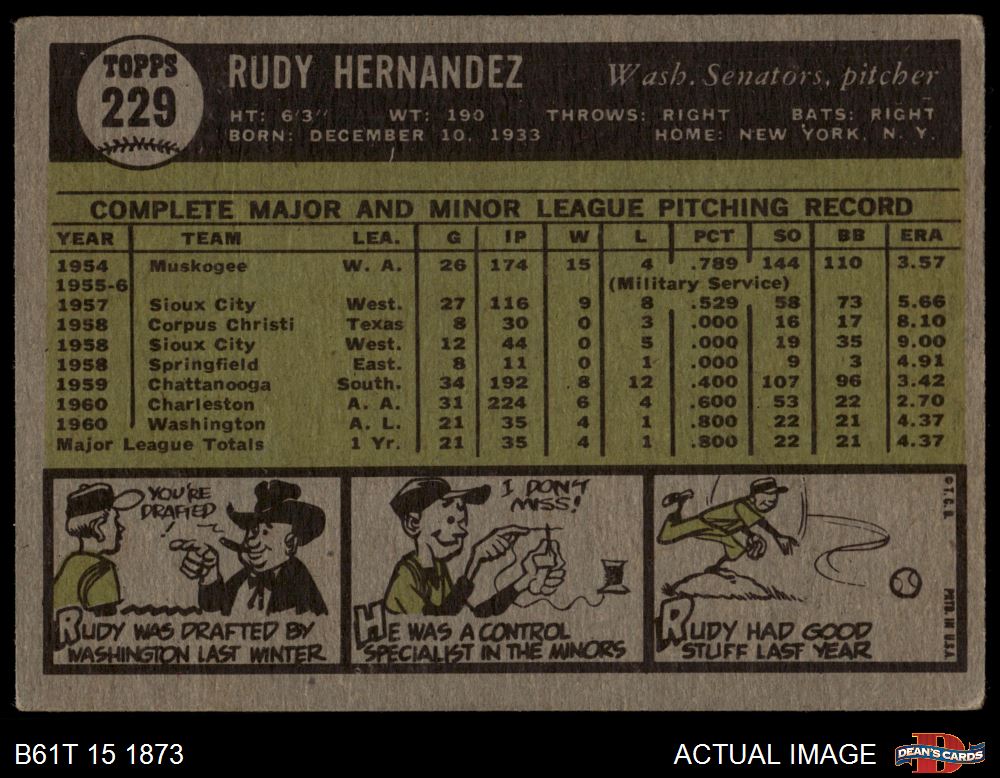 TOPPS
229
RUDY HERNANDEZ Wash. Senators, pitcher
HT: 6'3" WT: 190 THROWS: RIGHT BATS: RIGHT
BORN: DECEMBER 10, 1933 HOME: NEW YORK, N. Y.
COMPLETE MAJOR AND MINOR LEAGUE PITCHING RECORD
YEAR TEAM LEA. G IP W L PCT SO BB ERA
1954 Muskogee W. A. 26 174 15 4 .789 144 110 3.57
1955-6 (Military Service)
1957 Sioux City West. 27 116 9 8 .529 58 73 5.66
1958 Corpus Christi Texas 8 30 0 3 .000 16 17 8.10
1958 Sioux City West. 12 44 0 5 .000 19 35 9.00
1958 Springfield East. 8 11 0 1 .000 9 3 4.91
1959 Chattanooga South. 34 192 8 12 .400 107 96 3.42
1960 Charleston A. A. 31 224 6 4 .600 53 22 2.70
1960 Washington A. L. 21 35 4 1 .800 22 21 4.37
Major League Totals 1 Yr. 21 35 4 1 .800 22 21 4.37
YOU'RE
DRAFTED
!
RUDY WAS DRAFTED BY
WASHINGTON LAST WINTER
I DON'T
MISS!
HE WAS A CONTROL
SPECIALIST IN THE MINORS
RUDY HAD GOOD
STUFF LAST YEAR
© T. C. G.
PTD. IN U.S.A.
B61T 15 1873 ACTUAL IMAGE
DEAN'S CARDS